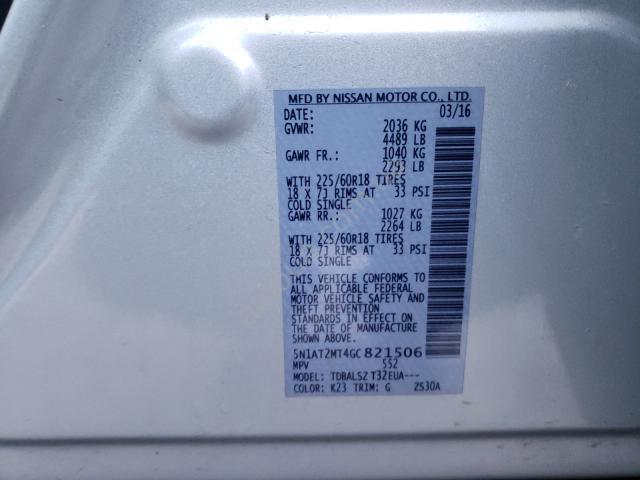 MFD BY NISSAN MOTOR CO., LTD.
DATE: 03/16
GVWR: 2036 KG
4489 LB
GAWR FR.: 1040 KG
2293 LB
WITH 225/60R18 TIRES
18 X 7J RIMS AT 33 PSI
COLD SINGLE
GAWR RR.: 1027 KG
2264 LB
WITH 225/60R18 TIRES
18 X 7J RIMS AT 33 PSI
COLD SINGLE
THIS VEHICLE CONFORMS TO
ALL APPLICABLE FEDERAL
MOTOR VEHICLE SAFETY AND
THEFT PREVENTION
STANDARDS IN EFFECT ON
THE DATE OF MANUFACTURE
SHOWN ABOVE.
5N1AT2MT4GC821506
MPV 552
MODEL: TDBALSZ T32EUA---
COLOR: K23 TRIM: G ZS30A